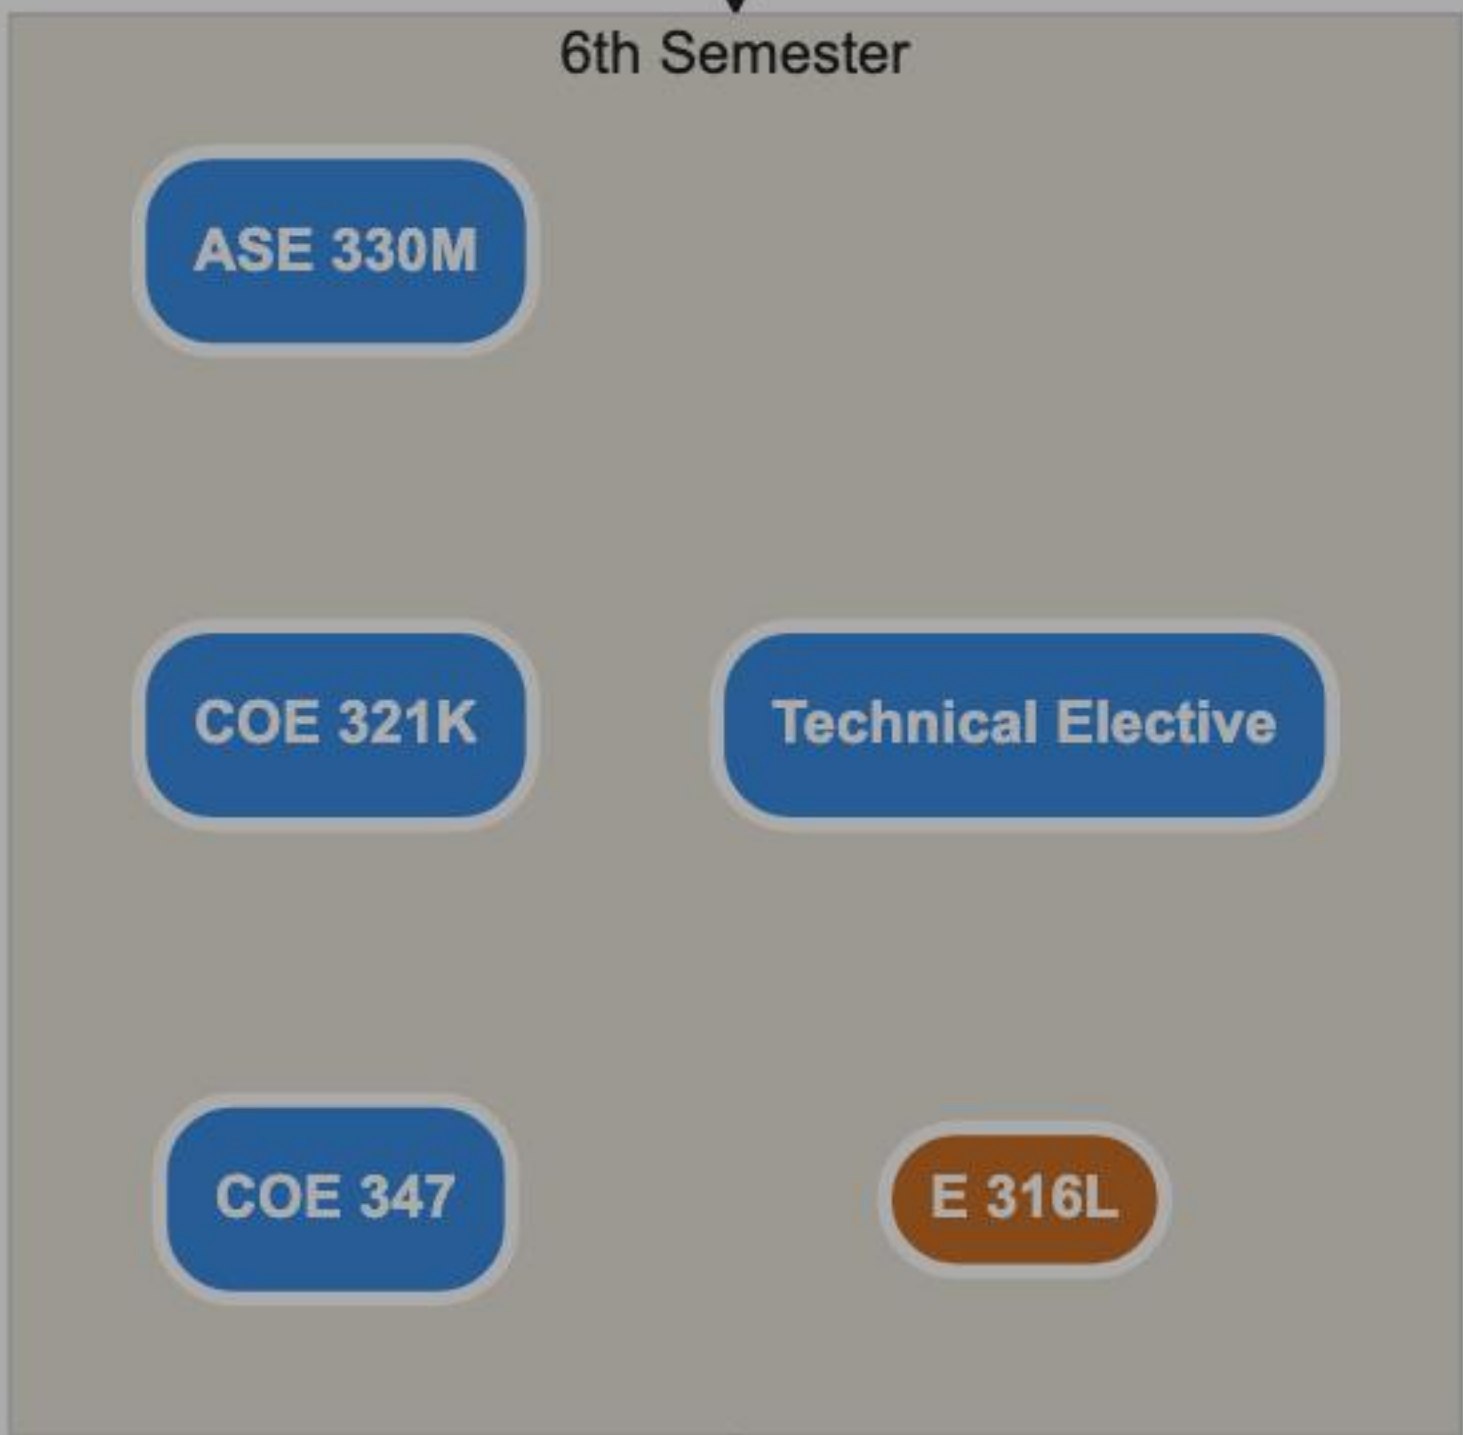 6th Semester
ASE 330M
COE 321K
Technical Elective
COE 347
E 316L